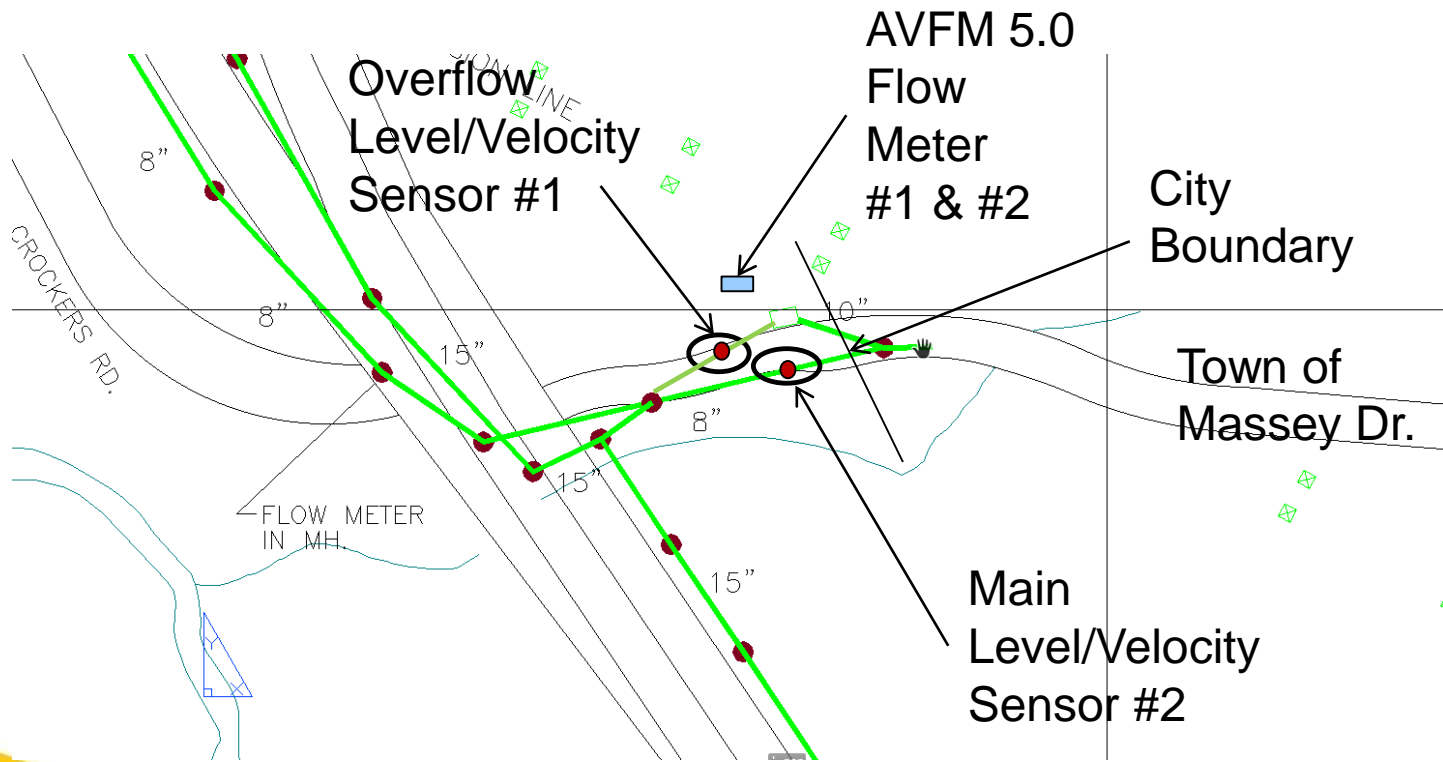 AVFM 5.0
Flow
Meter
#1 & #2
Overflow
Level/Velocity
Sensor #1
LINE
City
Boundary
8”
CROCKERS RD.
8”
15”
10”
Town of
Massey Dr.
8”
15”
FLOW METER
IN MH.
15”
Main
Level/Velocity
Sensor #2
Y
X